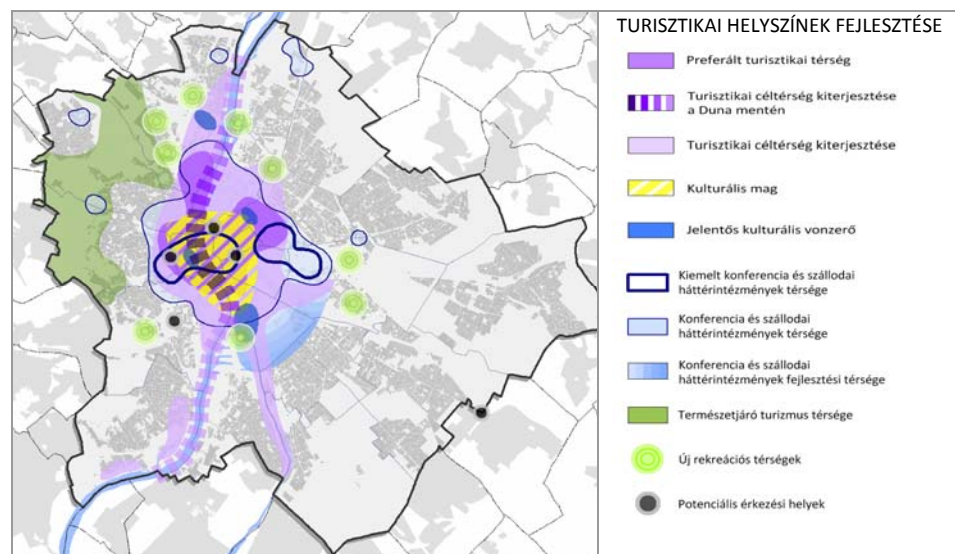 TURISZTIKAI HELYSZÍNEK FEJLESZTÉSE
Preferált turisztikai térség
Turisztikai céltérség kiterjesztése
a Duna mentén
Turisztikai céltérség kiterjesztése
Kulturális mag
Jelentős kulturális vonzerő
Kiemelt konferencia és szállodai
háttérintézmények térsége
Konferencia és szállodai
háttérintézmények térsége
Konferencia és szállodai
háttérintézmények fejlesztési térsége
Természetjáró turizmus térsége
Új rekreációs térségek
Potenciális érkezési helyek